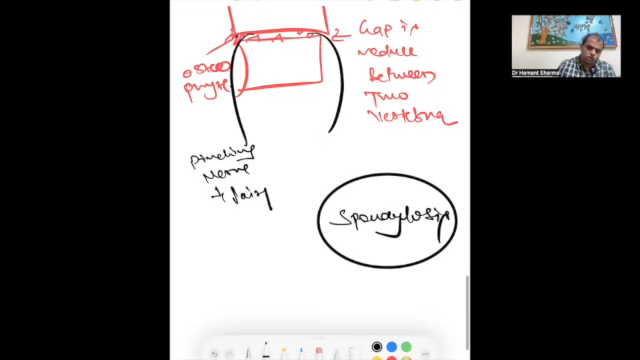 Gap is
reduce
Between
Two
Vertebra
osteo
phyte
pinching
Nerve
+ Pain
Spondylosis
Dr Hemant Sharma